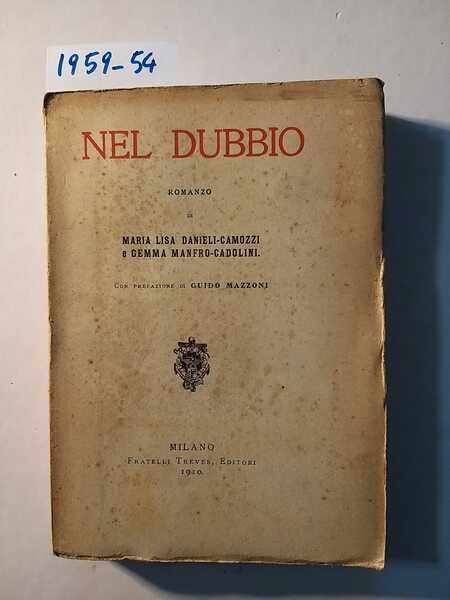 1959-54
NEL DUBBIO
ROMANZO
DI
MARIA LISA DANIELI-CAMOZZI
e GEMMA MANFRO-CADOLINI.
CON PREFAZIONE DI GUIDO MAZZONI
MILANO
FRATELLI TREVES, EDITORI
1910.